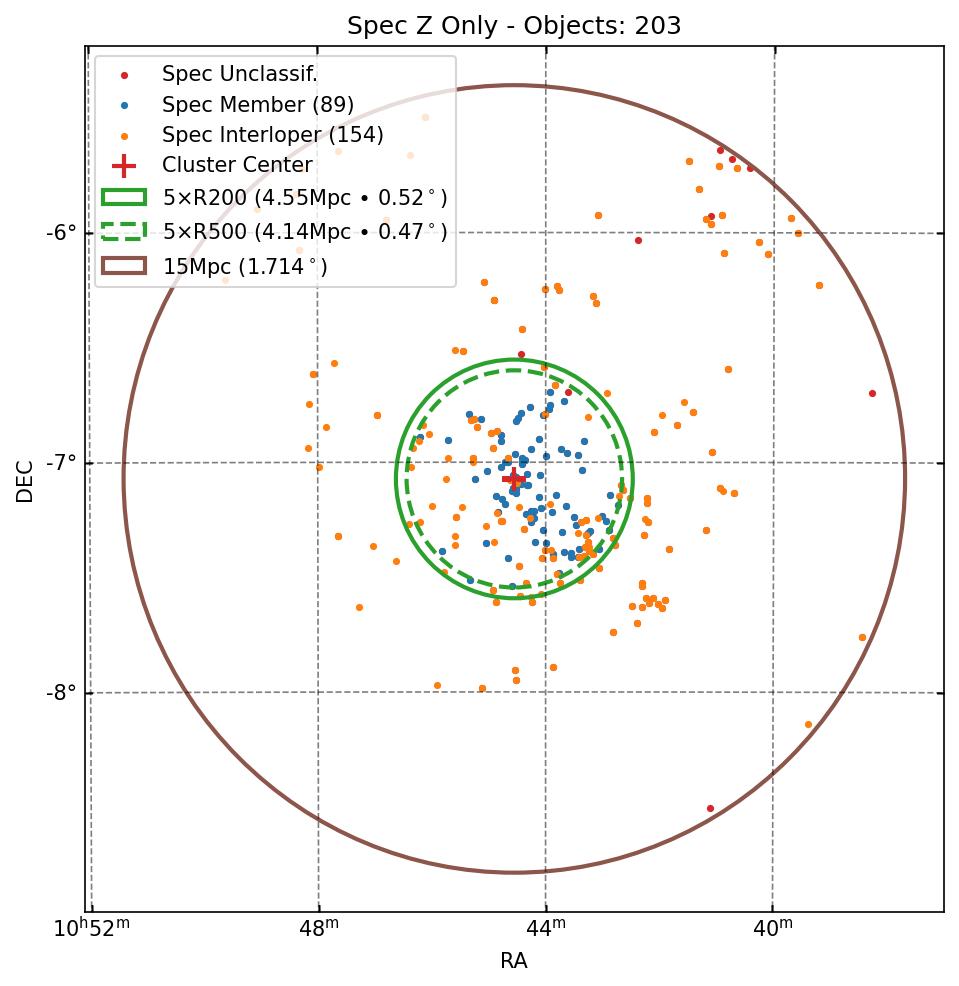 Spec Z Only - Objects: 203
Spec Unclassif.
Spec Member (89)
Spec Interloper (154)
Cluster Center
5×R200 (4.55Mpc • 0.52°)
5×R500 (4.14Mpc • 0.47°)
15Mpc (1.714°)
-6°
-7°
DEC
-8°
10ʰ52ᵐ 48ᵐ 44ᵐ 40ᵐ
RA